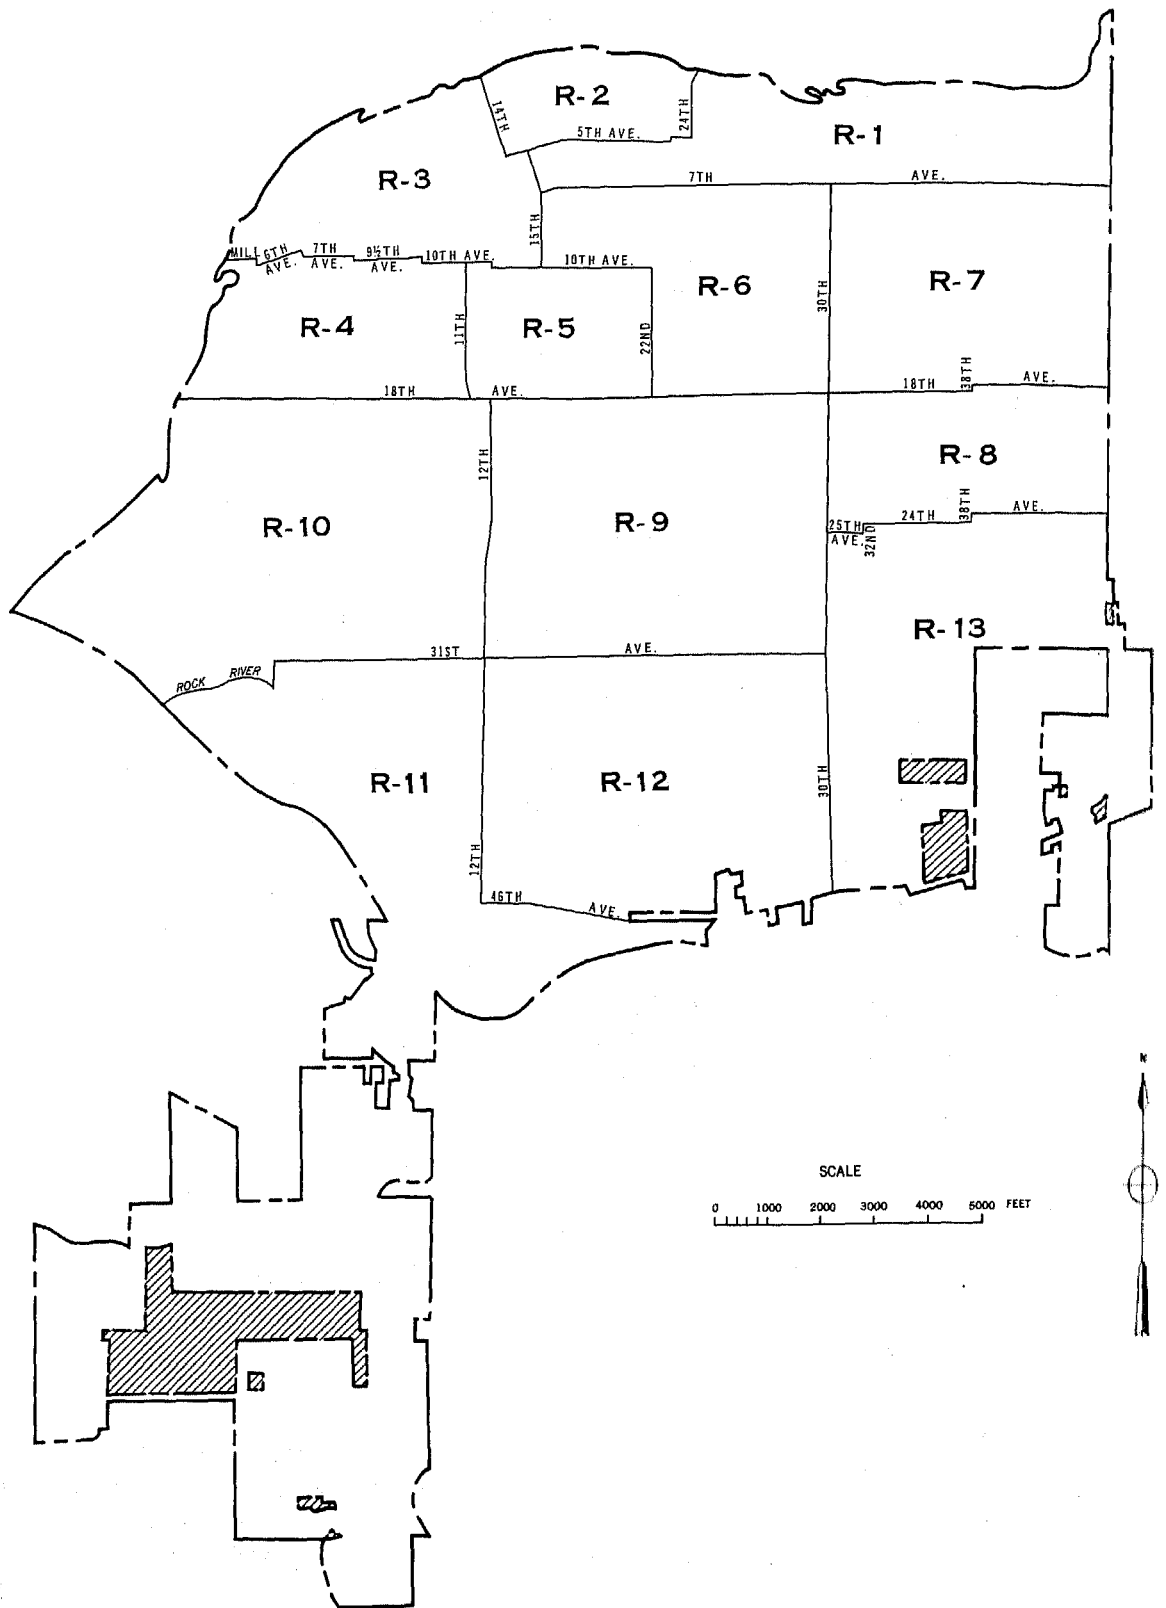 R-2
14TH
24TH
5TH AVE.
R-1
R-3
7TH AVE.
15TH
MILL 6TH AVE. 7TH AVE. 9½TH AVE. 10TH AVE. 10TH AVE.
R-6
30TH
R-7
R-4
11TH
R-5
22ND
18TH AVE. 18TH 38TH AVE.
12TH
R-8
R-10
R-9
25TH AVE. 32ND 24TH 38TH AVE.
R-13
31ST AVE.
ROCK RIVER
R-11
R-12
30TH
12TH
46TH AVE.
N
SCALE
0 1000 2000 3000 4000 5000 FEET